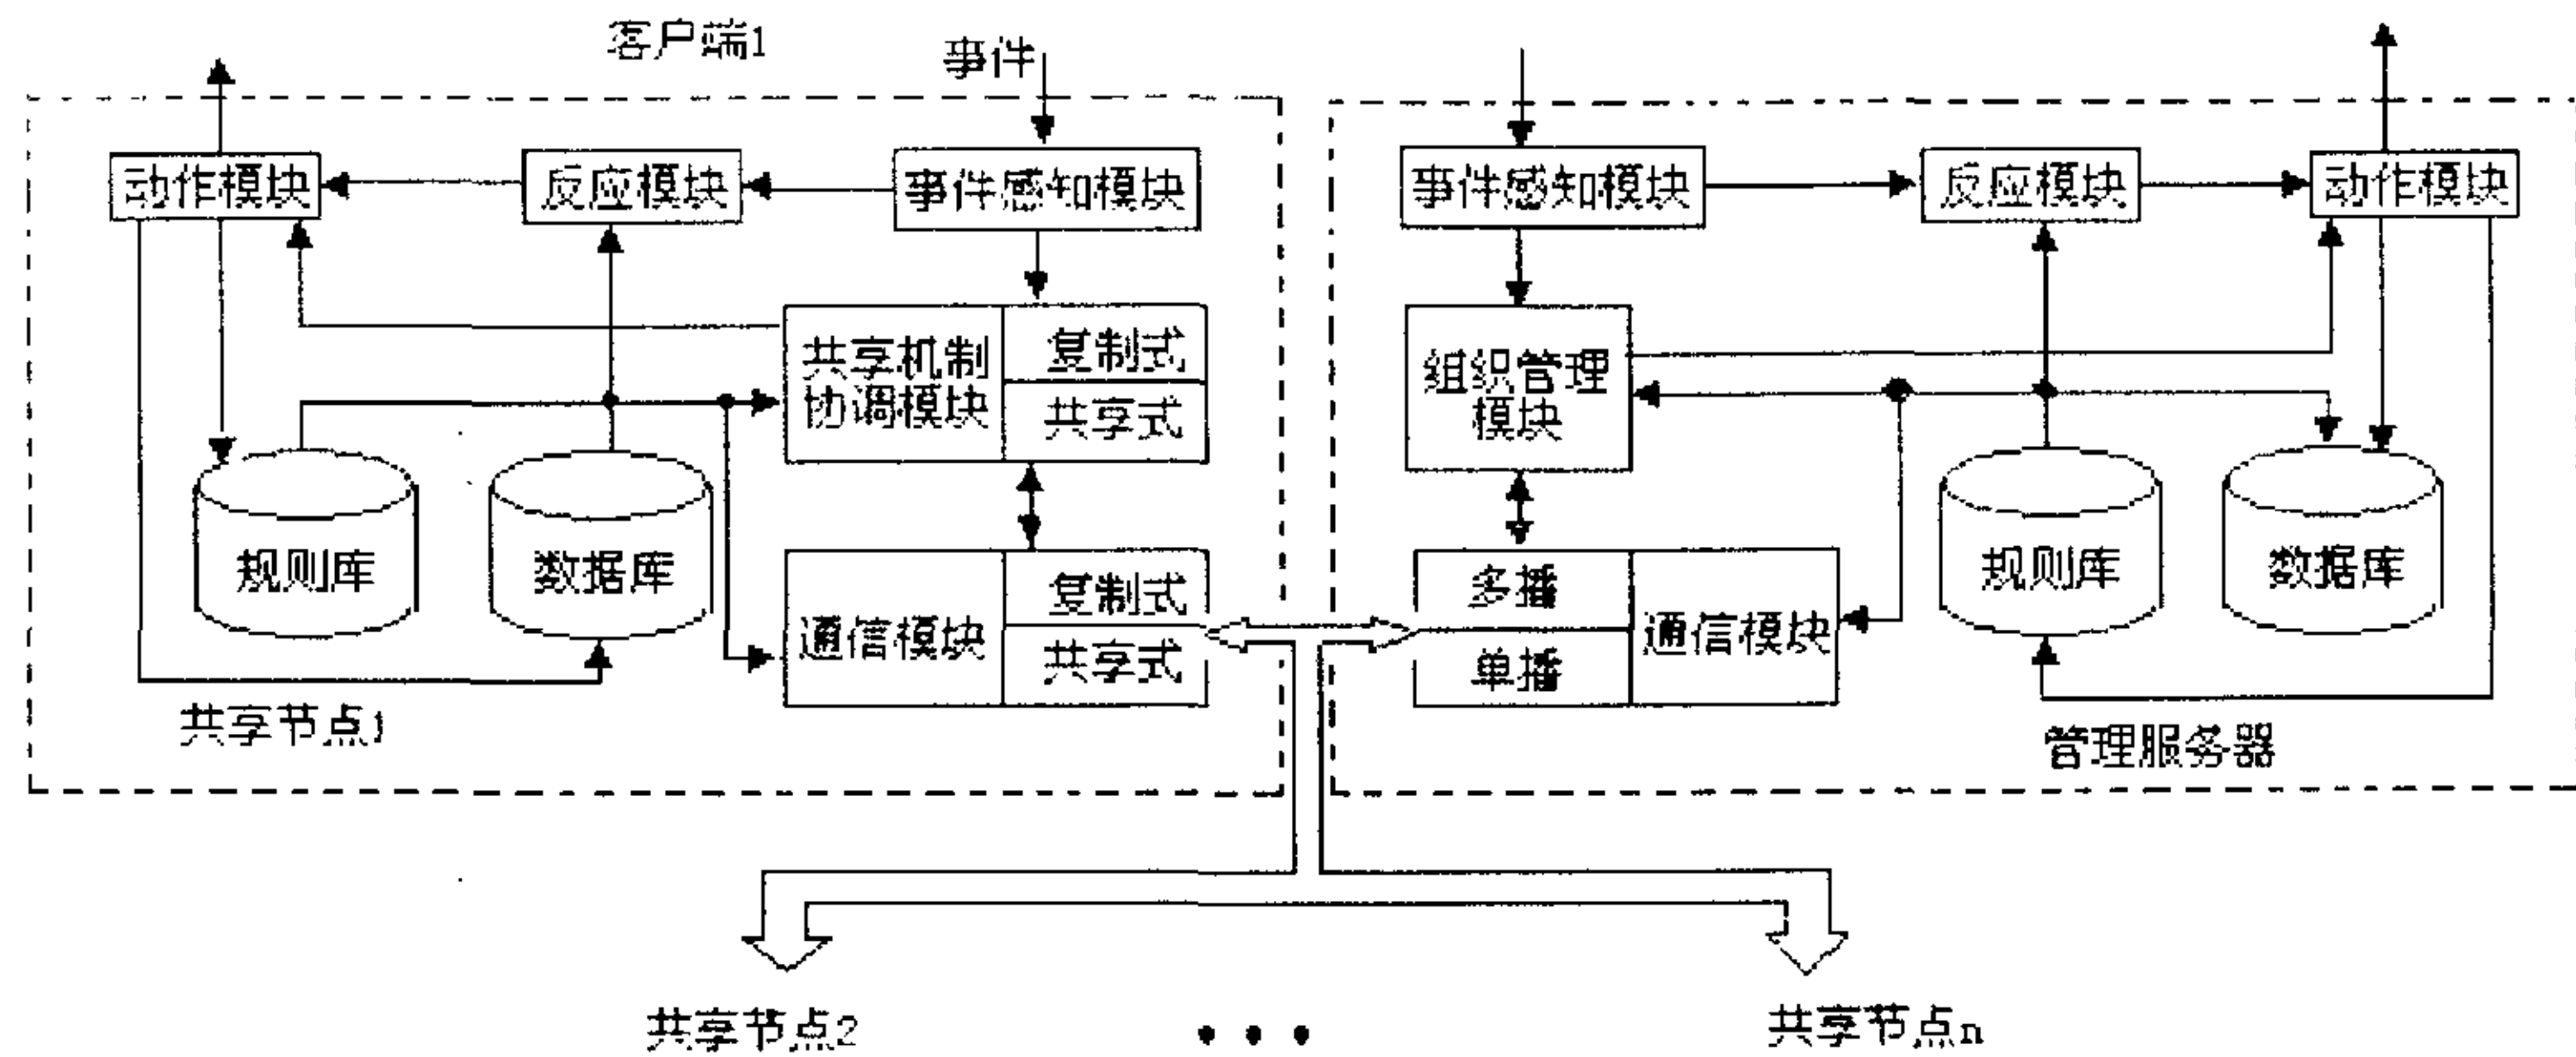 客户端1
事件
动作模块
反应模块
事件感知模块
共享机制
协调模块
复制式
共享式
规则库
数据库
通信模块
复制式
共享式
共享节点1
事件感知模块
反应模块
动作模块
组织管理
模块
多播
单播
通信模块
规则库
数据库
管理服务器
共享节点2
• • •
共享节点n